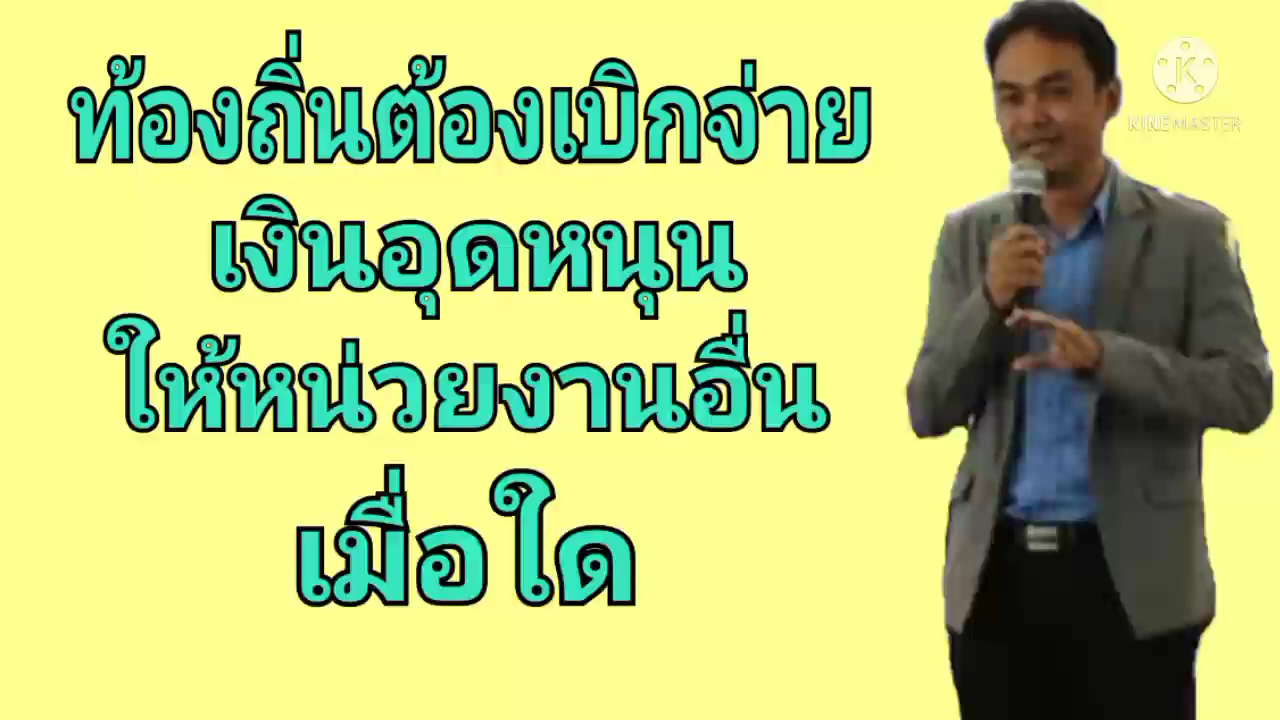 ท้องถิ่นต้องเบิกจ่าย
เงินอุดหนุน
ให้หน่วยงานอื่น
เมื่อใด
K
KINEMASTER